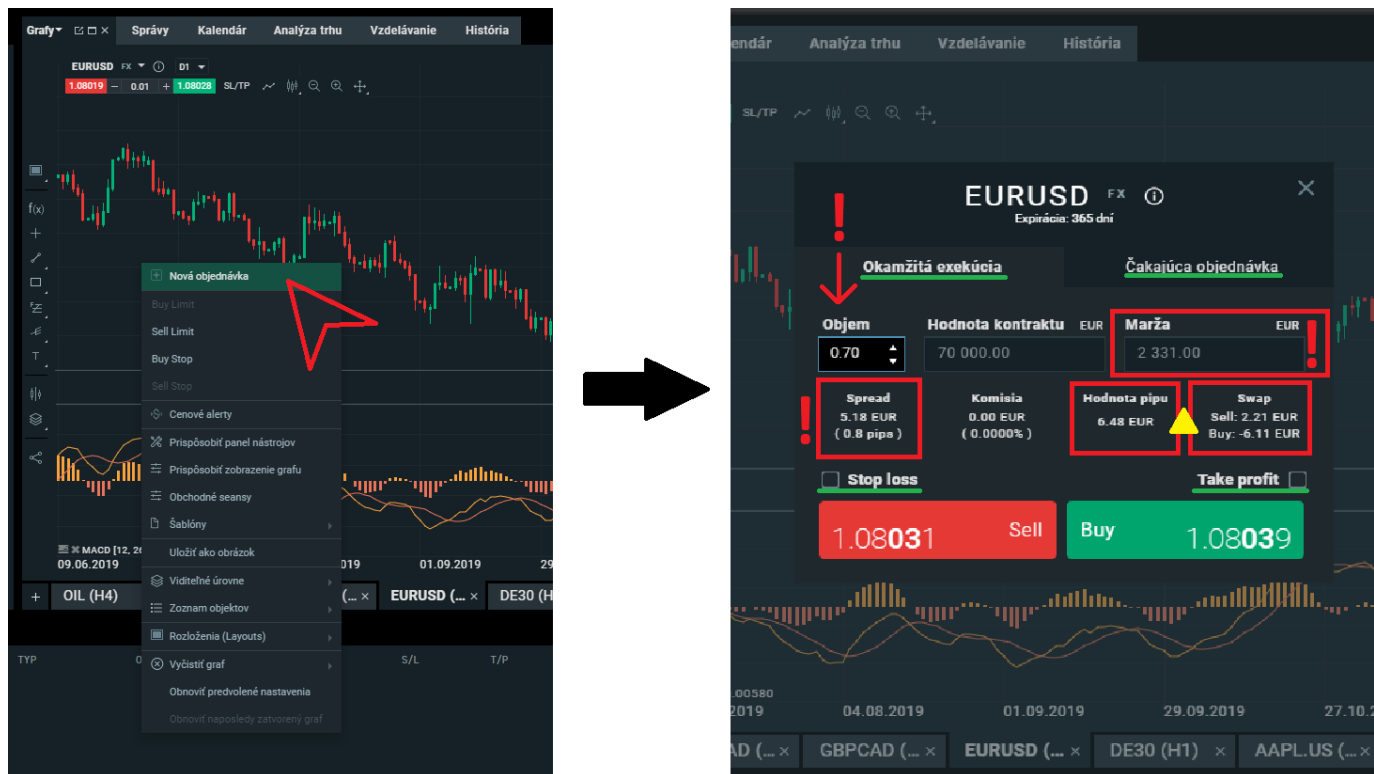 Grafy Správy Kalendár Analýza trhu Vzdelávanie História
EURUSD FX D1
1.08019 − 0.01 + 1.08028 SL/TP
f(x)
T
Nová objednávka
Buy Limit
Sell Limit
Buy Stop
Sell Stop
Cenové alerty
Prispôsobiť panel nástrojov
Prispôsobiť zobrazenie grafu
Obchodné seansy
Šablóny
Uložiť ako obrázok
Viditeľné úrovne
Zoznam objektov
Rozloženia (Layouts)
Vyčistiť graf
Obnoviť predvolené nastavenia
Obnoviť naposledy zatvorený graf
MACD [12, 26
09.06.2019 019 01.09.2019 29
+ OIL (H4) (... × EURUSD (... × DE30 (H
TYP O S/L T/P
endár Analýza trhu Vzdelávanie História
SL/TP
EURUSD FX
Expirácia: 365 dní
Okamžitá exekúcia Čakajúca objednávka
Objem Hodnota kontraktu EUR Marža EUR
0.70 70 000.00 2 331.00
Spread Komisia Hodnota pipu Swap
5.18 EUR 0.00 EUR 6.48 EUR Sell: 2.21 EUR
( 0.8 pips ) ( 0.0000% ) Buy: -6.11 EUR
Stop loss Take profit
1.08031 Sell Buy 1.08039
.00580
2019 04.08.2019 01.09.2019 29.09.2019 27.10.2
AD (... × GBPCAD (... × EURUSD (... × DE30 (H1) × AAPL.US (... ×